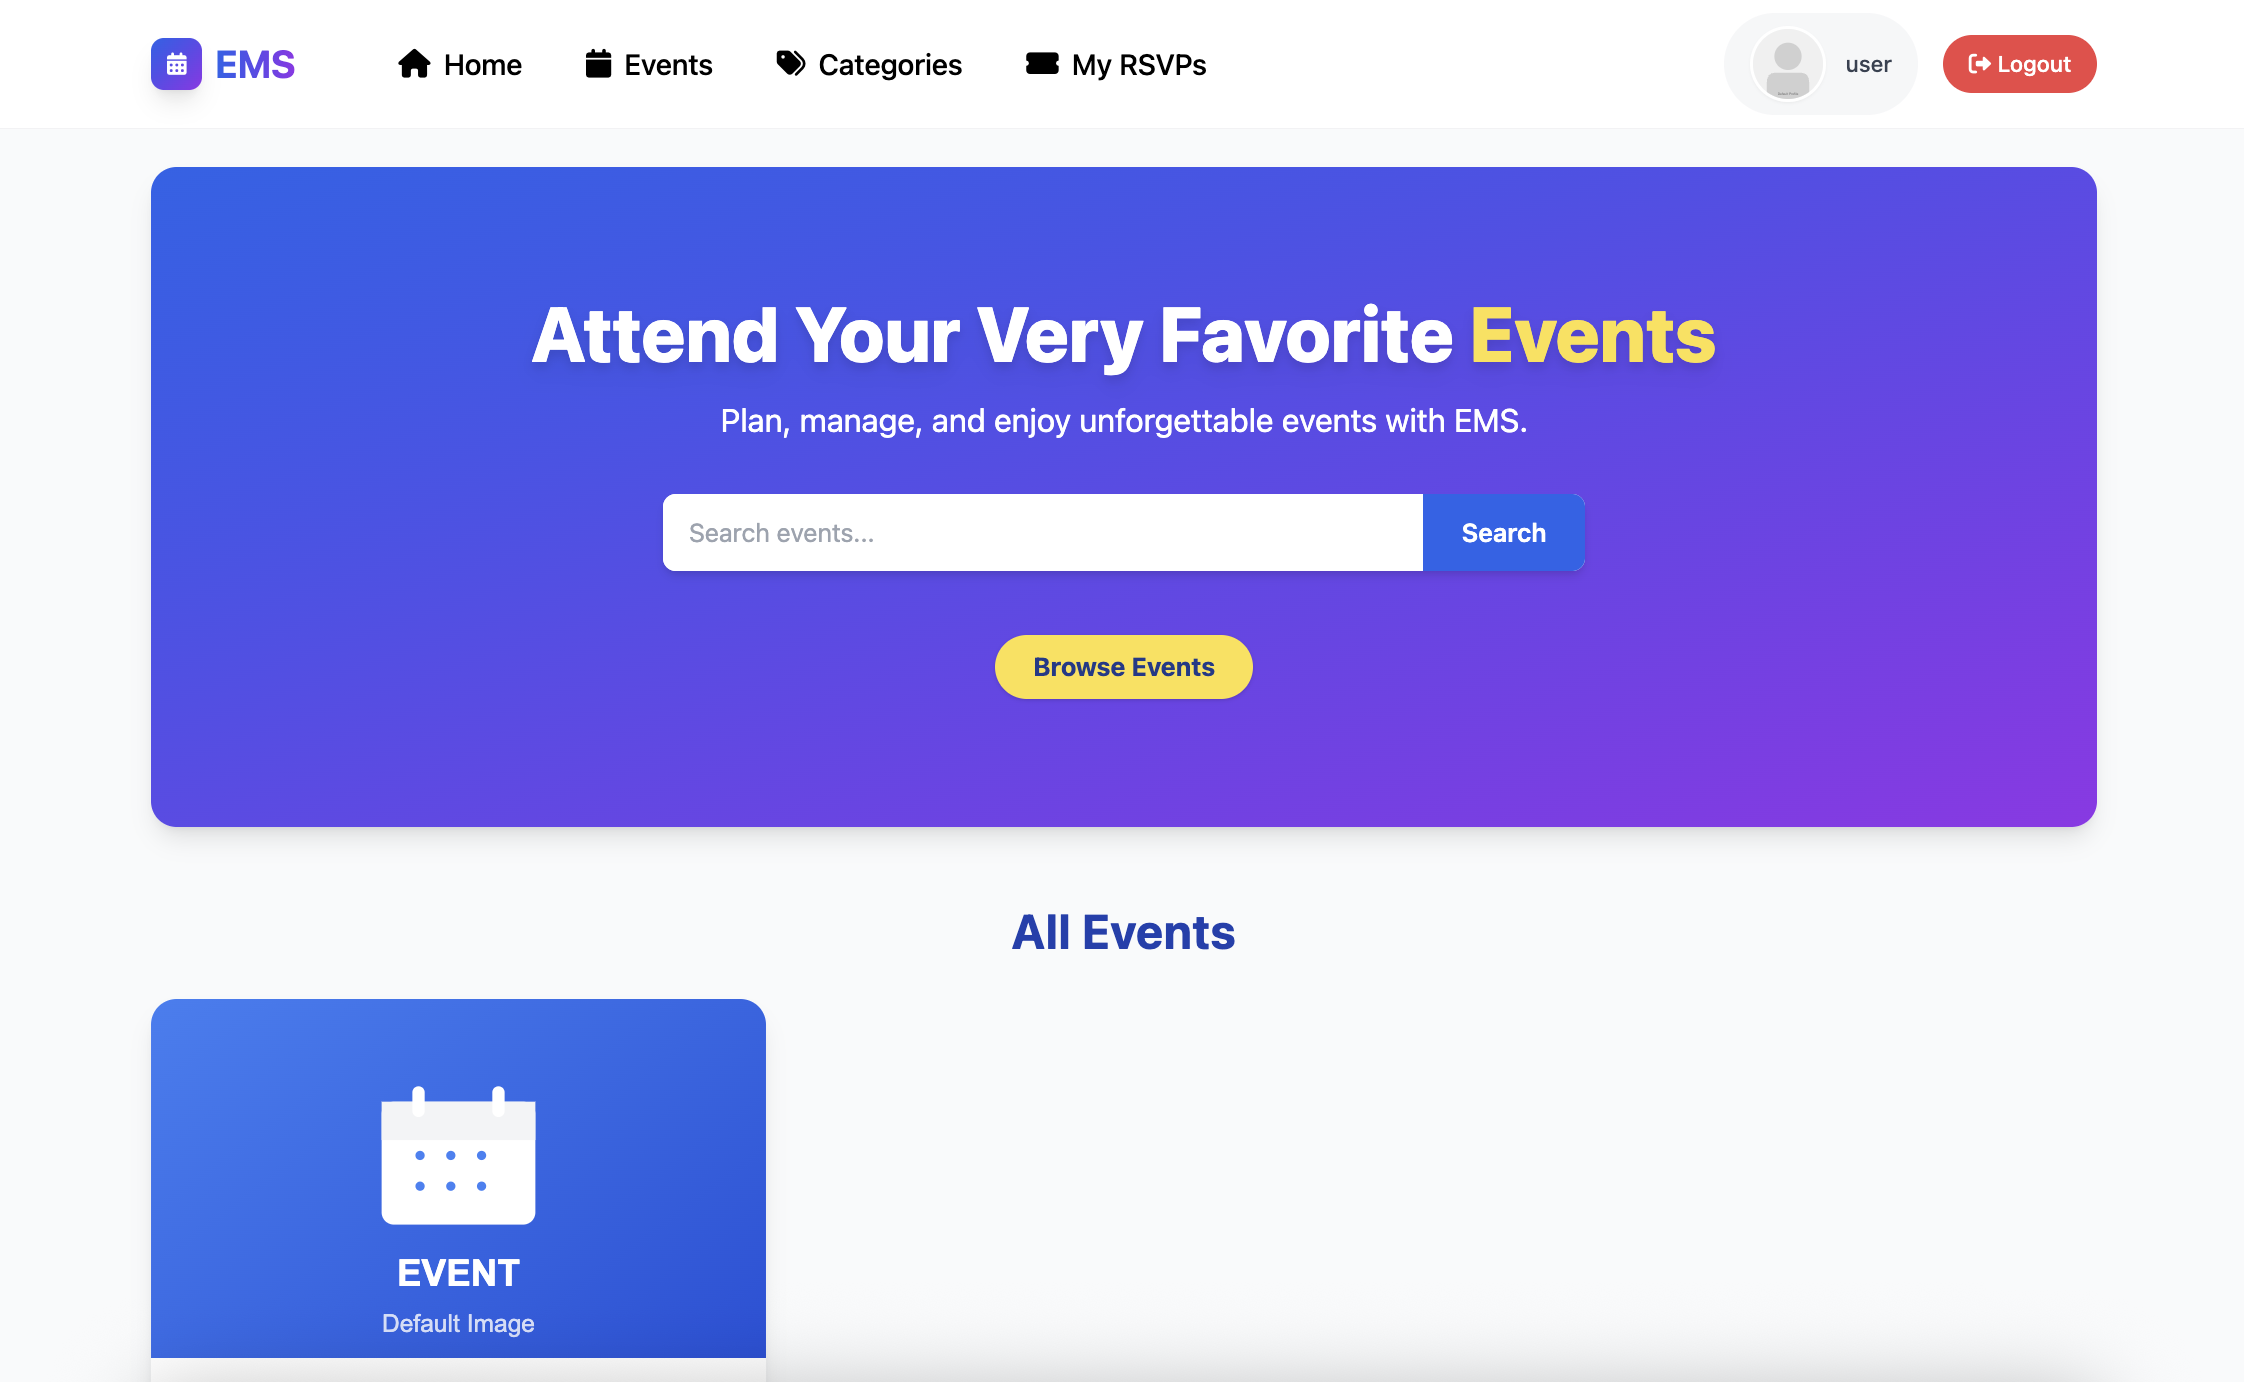 EMS
Home
Events
Categories
My RSVPs
user
Logout
Attend Your Very Favorite Events
Plan, manage, and enjoy unforgettable events with EMS.
Search events...
Search
Browse Events
All Events
EVENT
Default Image